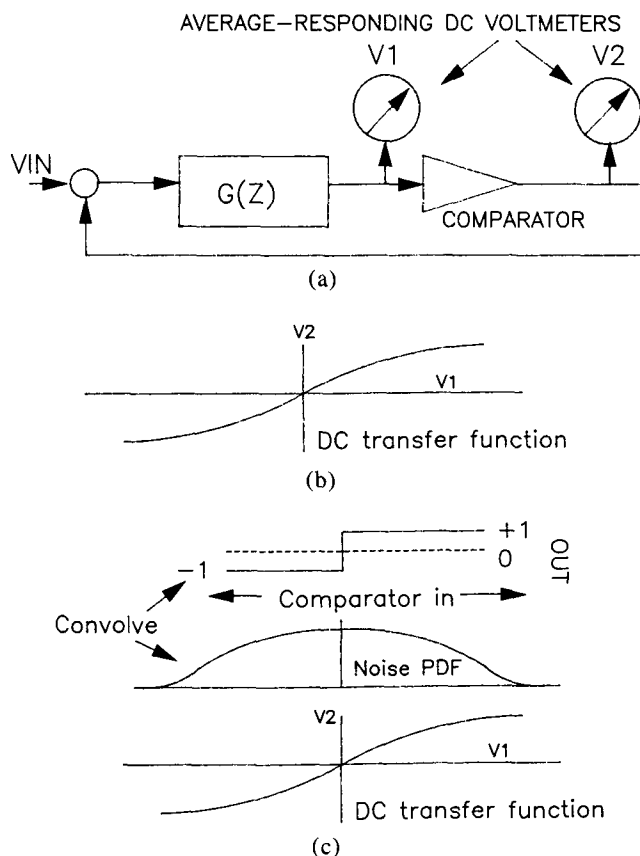 AVERAGE-RESPONDING DC VOLTMETERS
V1
V2
VIN
G(Z)
COMPARATOR
(a)
V2
V1
DC transfer function
(b)
+1
0
-1
OUT
Comparator in
Convolve
Noise PDF
V2
V1
DC transfer function
(c)